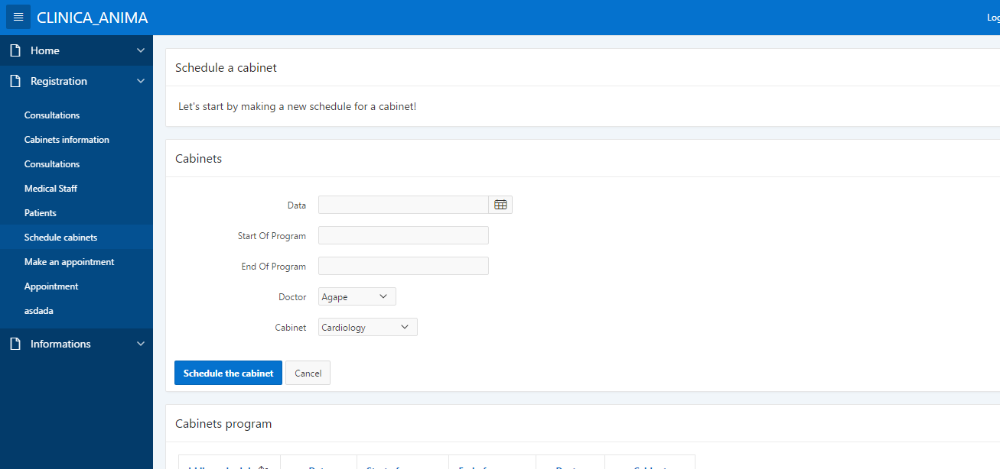 CLINICA_ANIMA
Log
Home
Registration
Consultations
Cabinets information
Consultations
Medical Staff
Patients
Schedule cabinets
Make an appointment
Appointment
asdada
Informations
Schedule a cabinet
Let's start by making a new schedule for a cabinet!
Cabinets
Data
Start Of Program
End Of Program
Doctor Agape
Cabinet Cardiology
Schedule the cabinet Cancel
Cabinets program